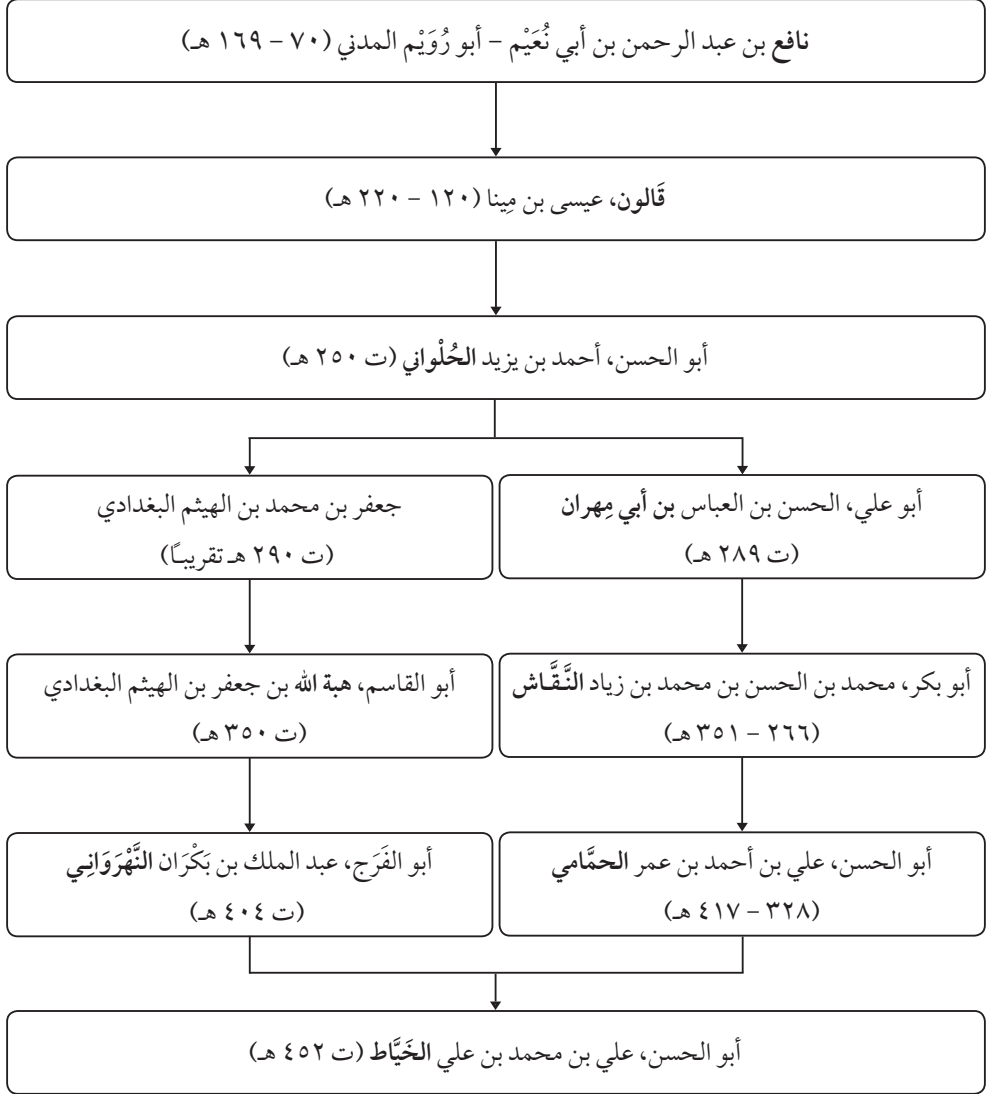 نافع بن عبد الرحمن بن أبي نُعَيْم – أبو رُوَيْم المدني (٧٠ – ١٦٩ هـ)
قَالون، عيسى بن مِينا (١٢٠ – ٢٢٠ هـ)
أبو الحسن، أحمد بن يزيد الحُلْواني (ت ٢٥٠ هـ)
أبو علي، الحسن بن العباس بن أبي مِهران
(ت ٢٨٩ هـ)
جعفر بن محمد بن الهيثم البغدادي
(ت ٢٩٠ هـ تقريبًا)
أبو بكر، محمد بن الحسن بن محمد بن زياد النَّقَّاش
(٢٦٦ – ٣٥١ هـ)
أبو القاسم، هبة الله بن جعفر بن الهيثم البغدادي
(ت ٣٥٠ هـ)
أبو الحسن، علي بن أحمد بن عمر الحمَّامي
(٣٢٨ – ٤١٧ هـ)
أبو الفَرَج، عبد الملك بن بَكْرَان النَّهْرَوَانِي
(ت ٤٠٤ هـ)
أبو الحسن، علي بن محمد بن علي الخَيَّاط (ت ٤٥٢ هـ)